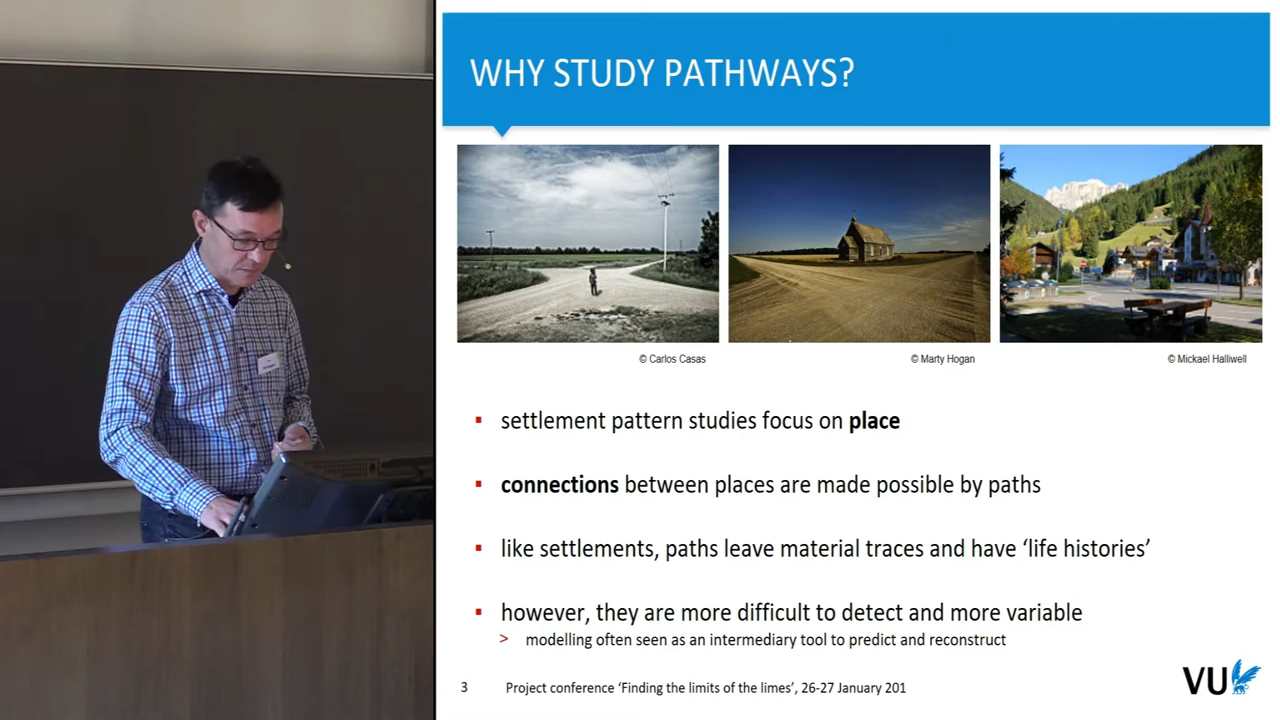 WHY STUDY PATHWAYS?
© Carlos Casas
© Marty Hogan
© Mickael Halliwell
▪ settlement pattern studies focus on place
▪ connections between places are made possible by paths
▪ like settlements, paths leave material traces and have ‘life histories’
▪ however, they are more difficult to detect and more variable
> modelling often seen as an intermediary tool to predict and reconstruct
3 Project conference ‘Finding the limits of the limes’, 26-27 January 201
VU